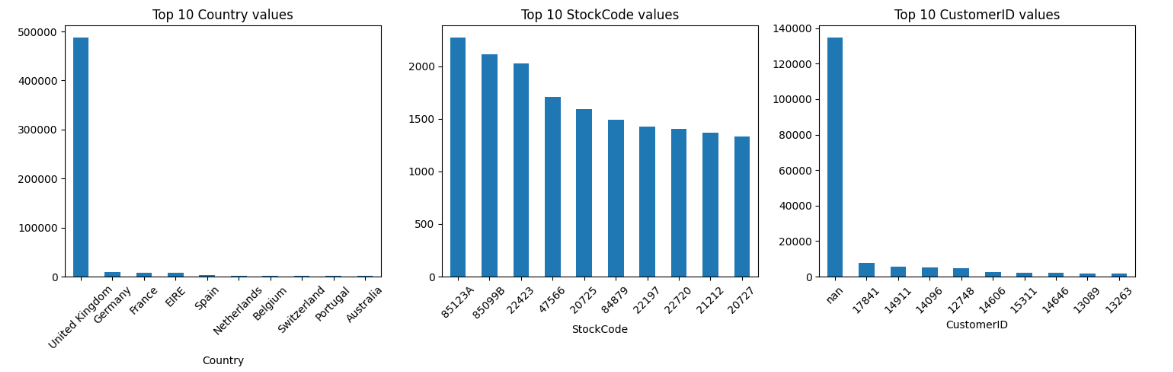 Top 10 Country values
500000
400000
300000
200000
100000
0
United Kingdom
Germany
France
EIRE
Spain
Netherlands
Belgium
Switzerland
Portugal
Australia
Country
Top 10 StockCode values
2000
1500
1000
500
0
85123A
85099B
22423
47566
20725
84879
22197
22720
21212
20727
StockCode
Top 10 CustomerID values
140000
120000
100000
80000
60000
40000
20000
0
nan
17841
14911
14096
12748
14606
15311
14646
13089
13263
CustomerID